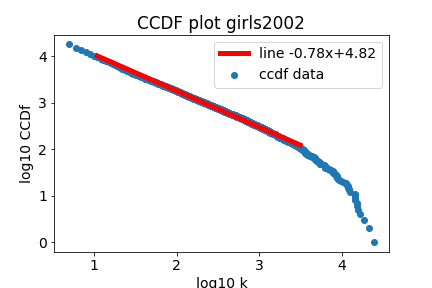 CCDF plot girls2002
line -0.78x+4.82
ccdf data
log10 CCDf
4
3
2
1
0
1 2 3 4
log10 k